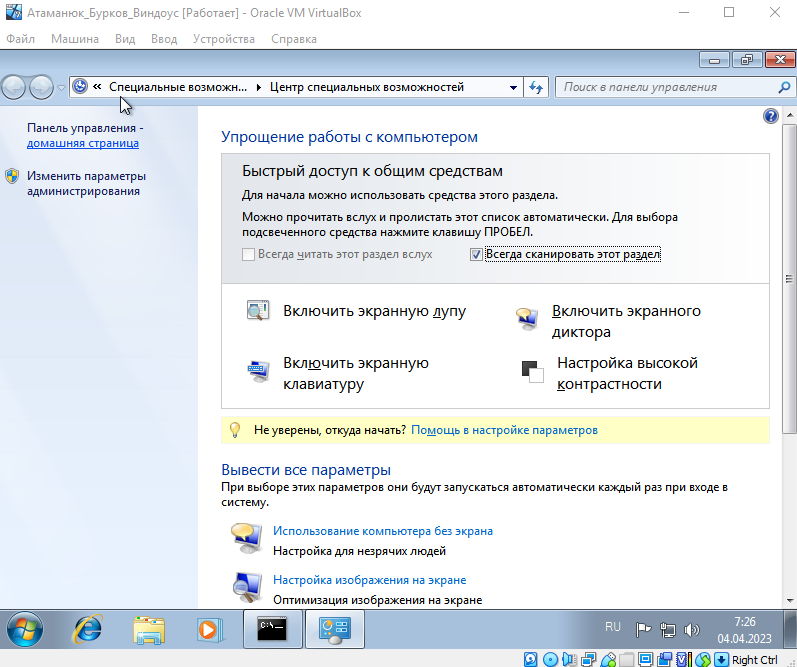 Атаманюк_Бурков_Виндоус [Работает] - Oracle VM VirtualBox
Файл Машина Вид Ввод Устройства Справка
« Специальные возможн... Центр специальных возможностей
Поиск в панели управления
Панель управления -
домашняя страница
Изменить параметры
администрирования
Упрощение работы с компьютером
Быстрый доступ к общим средствам
Для начала можно использовать средства этого раздела.
Можно прочитать вслух и пролистать этот список автоматически. Для выбора
подсвеченного средства нажмите клавишу ПРОБЕЛ.
Всегда читать этот раздел вслух Всегда сканировать этот раздел
Включить экранную лупу
Включить экранного
диктора
Включить экранную
клавиатуру
Настройка высокой
контрастности
Не уверены, откуда начать? Помощь в настройке параметров
Вывести все параметры
При выборе этих параметров они будут запускаться автоматически каждый раз при входе в
систему.
Использование компьютера без экрана
Настройка для незрячих людей
Настройка изображения на экране
Оптимизация изображения на экране
C:\.
RU
7:26
04.04.2023
Right Ctrl